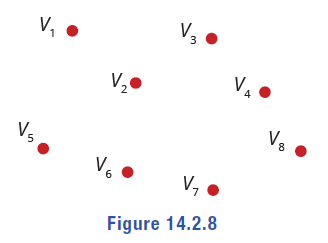 V₁
V₃
V₂
V₄
V₅
V₈
V₆
V₇
Figure 14.2.8